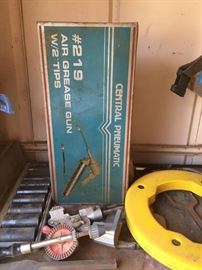 #219
AIR GREASE GUN
W/2 TIPS
CENTRAL PNEUMATIC